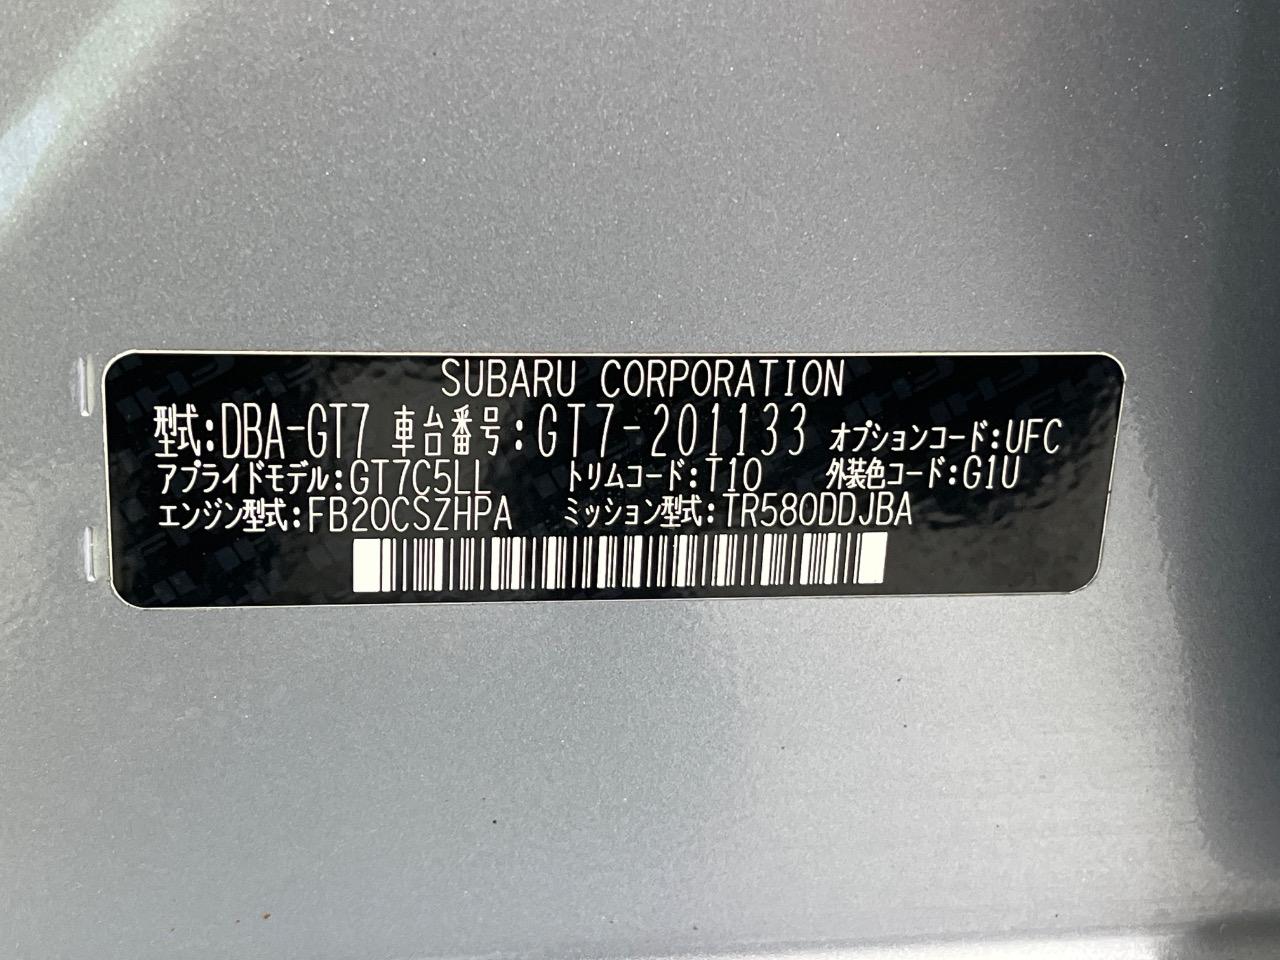 SUBARU CORPORATION
型式:DBA-GT7 車台番号:GT7-201133 オプションコード:UFC
アプライドモデル:GT7C5LL トリムコード:T10 外装色コード:G1U
エンジン型式:FB20CSZHPA ミッション型式:TR580DDJBA